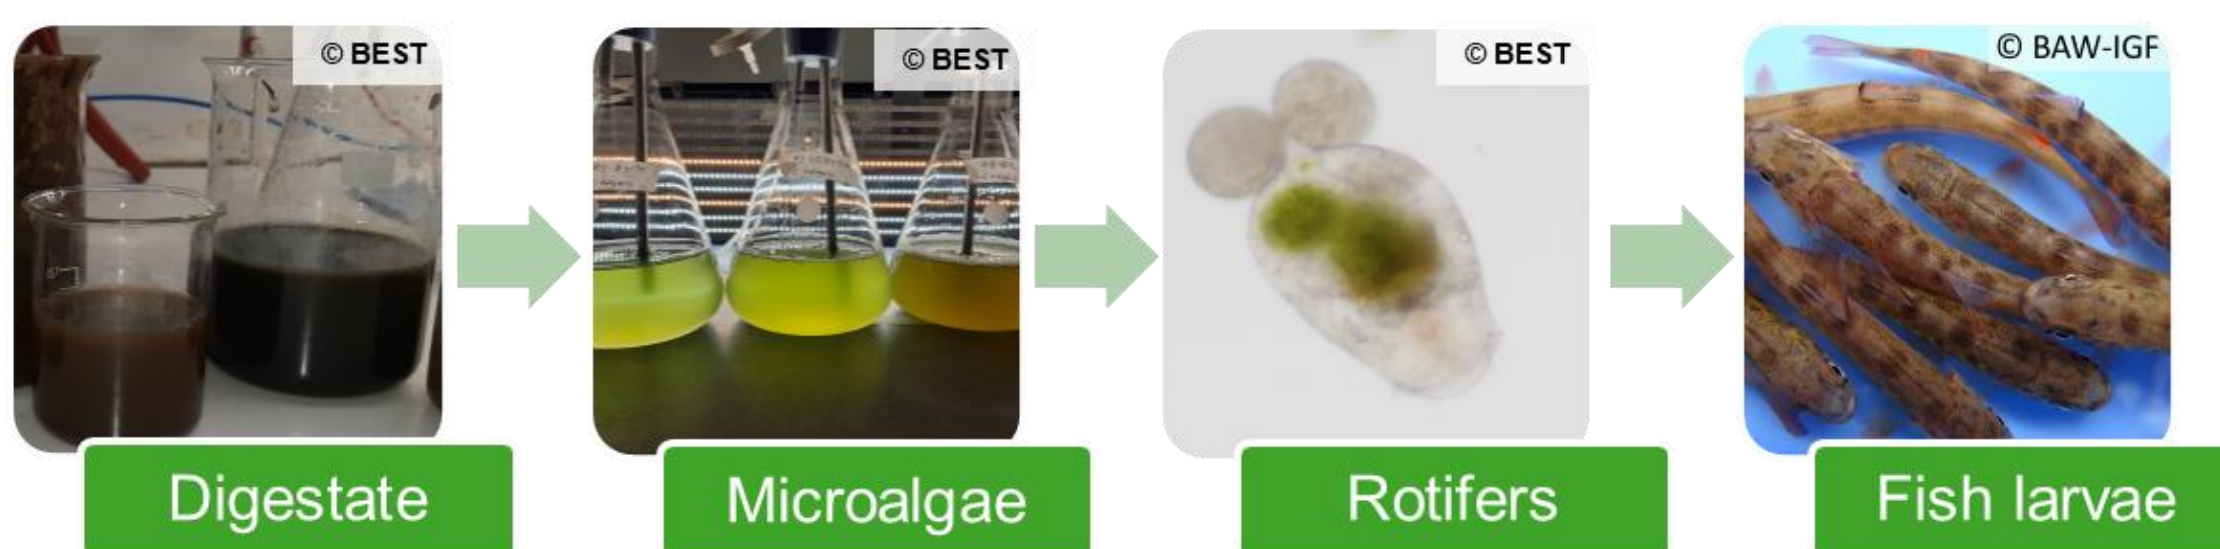 © BEST
© BEST
© BEST
© BAW-IGF
Digestate
Microalgae
Rotifers
Fish larvae